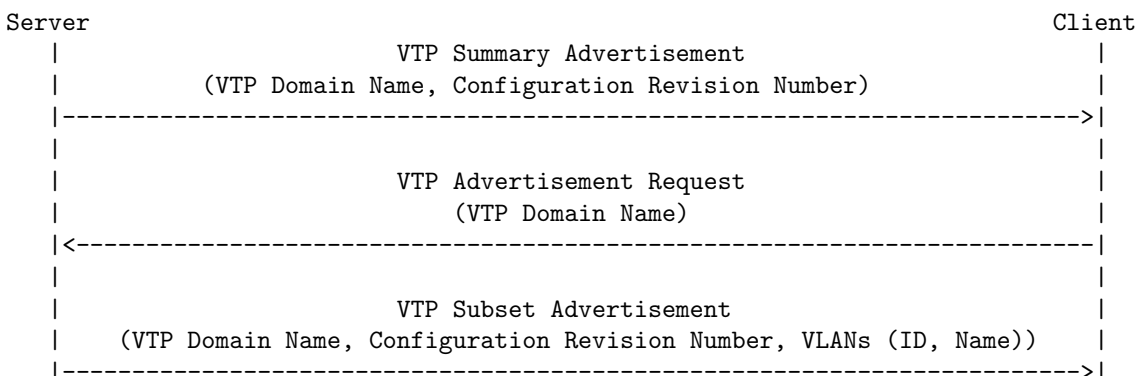 Server Client
VTP Summary Advertisement
(VTP Domain Name, Configuration Revision Number)
VTP Advertisement Request
(VTP Domain Name)
VTP Subset Advertisement
(VTP Domain Name, Configuration Revision Number, VLANs (ID, Name))